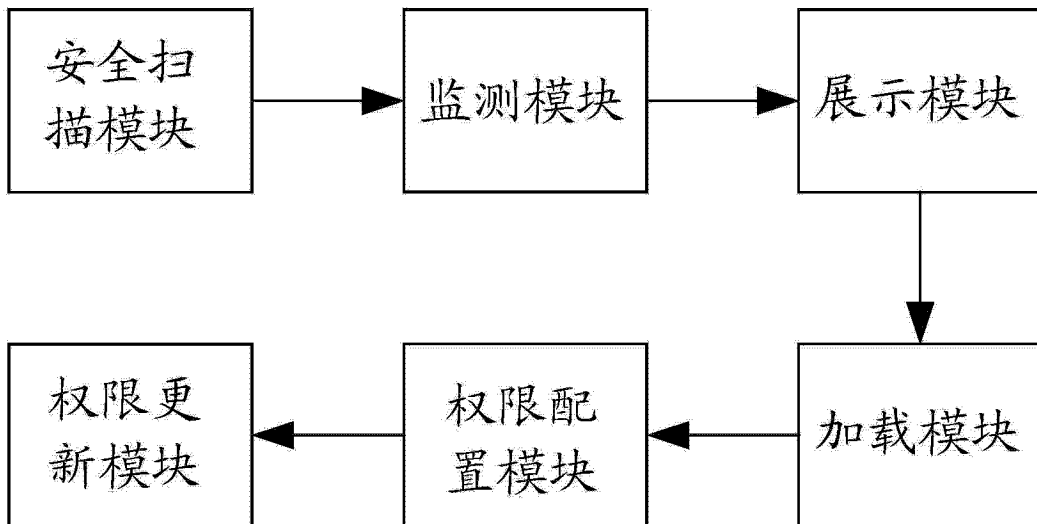 安全扫
描模块
监测模块
展示模块
加载模块
权限配
置模块
权限更
新模块